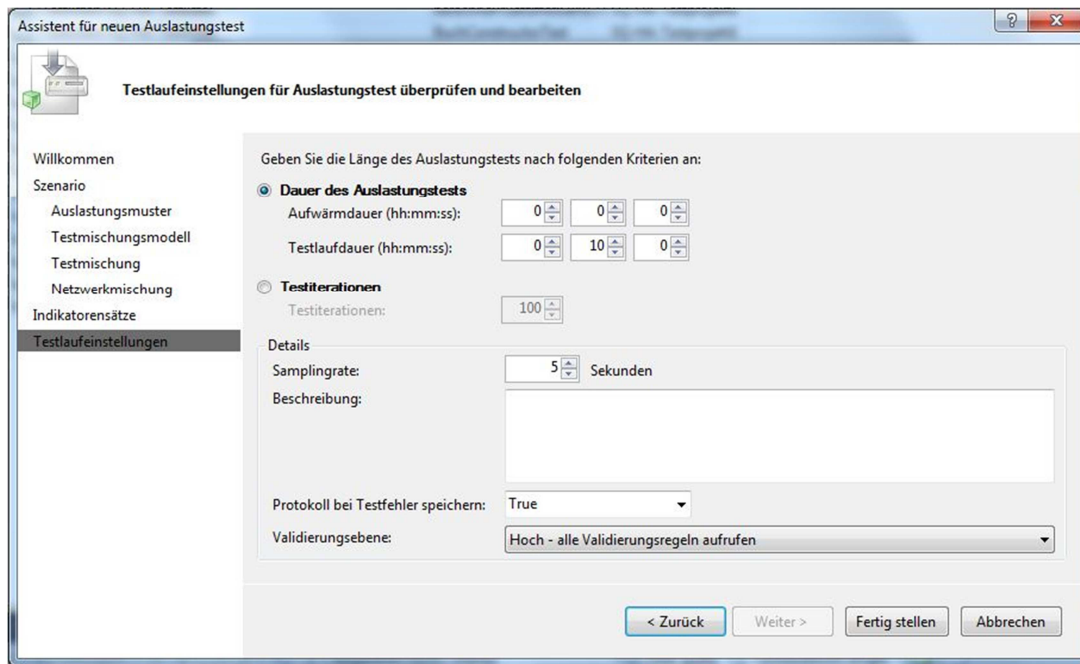 Assistent für neuen Auslastungstest
Testlaufeinstellungen für Auslastungstest überprüfen und bearbeiten
Willkommen
Szenario
Auslastungsmuster
Testmischungsmodell
Testmischung
Netzwerkmischung
Indikatorensätze
Testlaufeinstellungen
Geben Sie die Länge des Auslastungstests nach folgenden Kriterien an:
Dauer des Auslastungstests
Aufwärmdauer (hh:mm:ss): 0 0 0
Testlaufdauer (hh:mm:ss): 0 10 0
Testiterationen
Testiterationen: 100
Details
Samplingrate: 5 Sekunden
Beschreibung:
Protokoll bei Testfehler speichern: True
Validierungsebene: Hoch - alle Validierungsregeln aufrufen
< Zurück Weiter > Fertig stellen Abbrechen